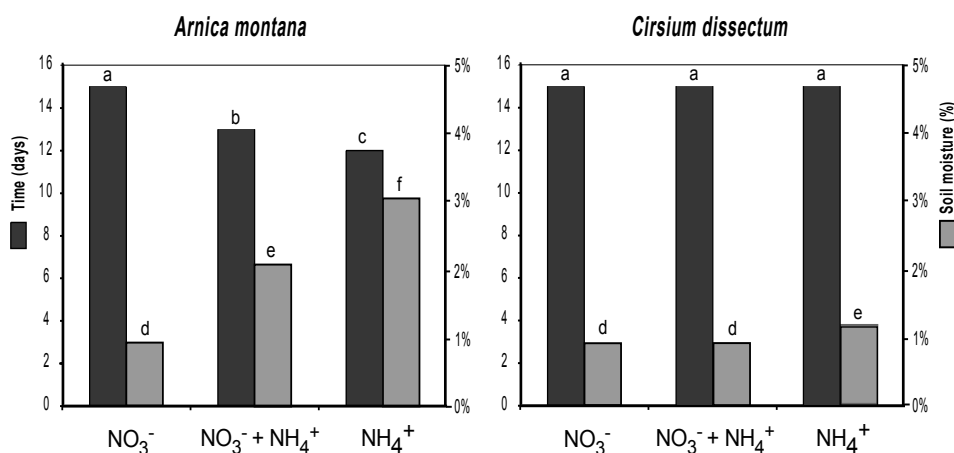 Arnica montana
Cirsium dissectum
16
14
12
10
8
6
4
2
0
Time (days)
a
b
c
d
e
f
5%
4%
3%
2%
1%
0%
NO3-
NO3- + NH4+
NH4+
16
14
12
10
8
6
4
2
0
a
a
a
d
d
e
5%
4%
3%
2%
1%
0%
Soil moisture (%)
NO3-
NO3- + NH4+
NH4+